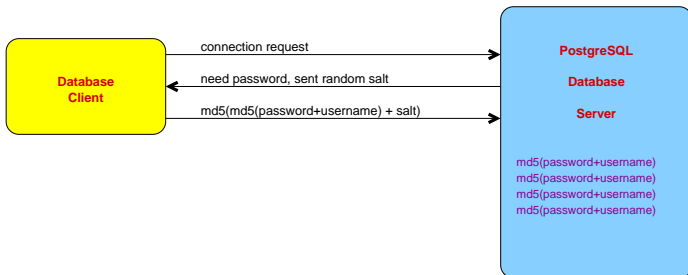 connection request
PostgreSQL
Database
Client
need password, sent random salt
Database
md5(md5(password+username) + salt)
Server
md5(password+username)
md5(password+username)
md5(password+username)
md5(password+username)